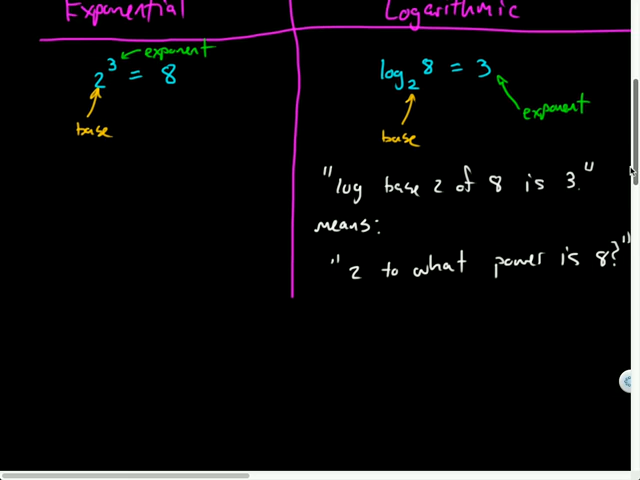 Exponential
Logarithmic
2³ = 8
exponent
base
log₂ 8 = 3
base
exponent
"log base 2 of 8 is 3."
means:
"2 to what power is 8?"